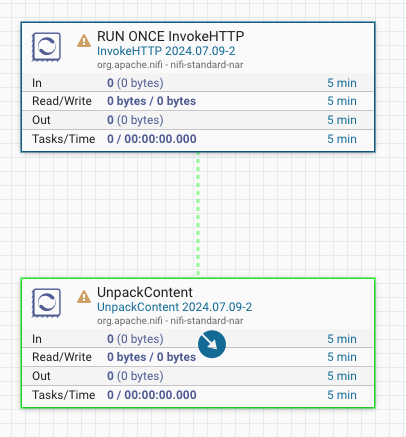 RUN ONCE InvokeHTTP
InvokeHTTP 2024.07.09-2
org.apache.nifi - nifi-standard-nar
In 0 (0 bytes) 5 min
Read/Write 0 bytes / 0 bytes 5 min
Out 0 (0 bytes) 5 min
Tasks/Time 0 / 00:00:00.000 5 min
UnpackContent
UnpackContent 2024.07.09-2
org.apache.nifi - nifi-standard-nar
In 0 (0 bytes) 5 min
Read/Write 0 bytes / 0 bytes 5 min
Out 0 (0 bytes) 5 min
Tasks/Time 0 / 00:00:00.000 5 min